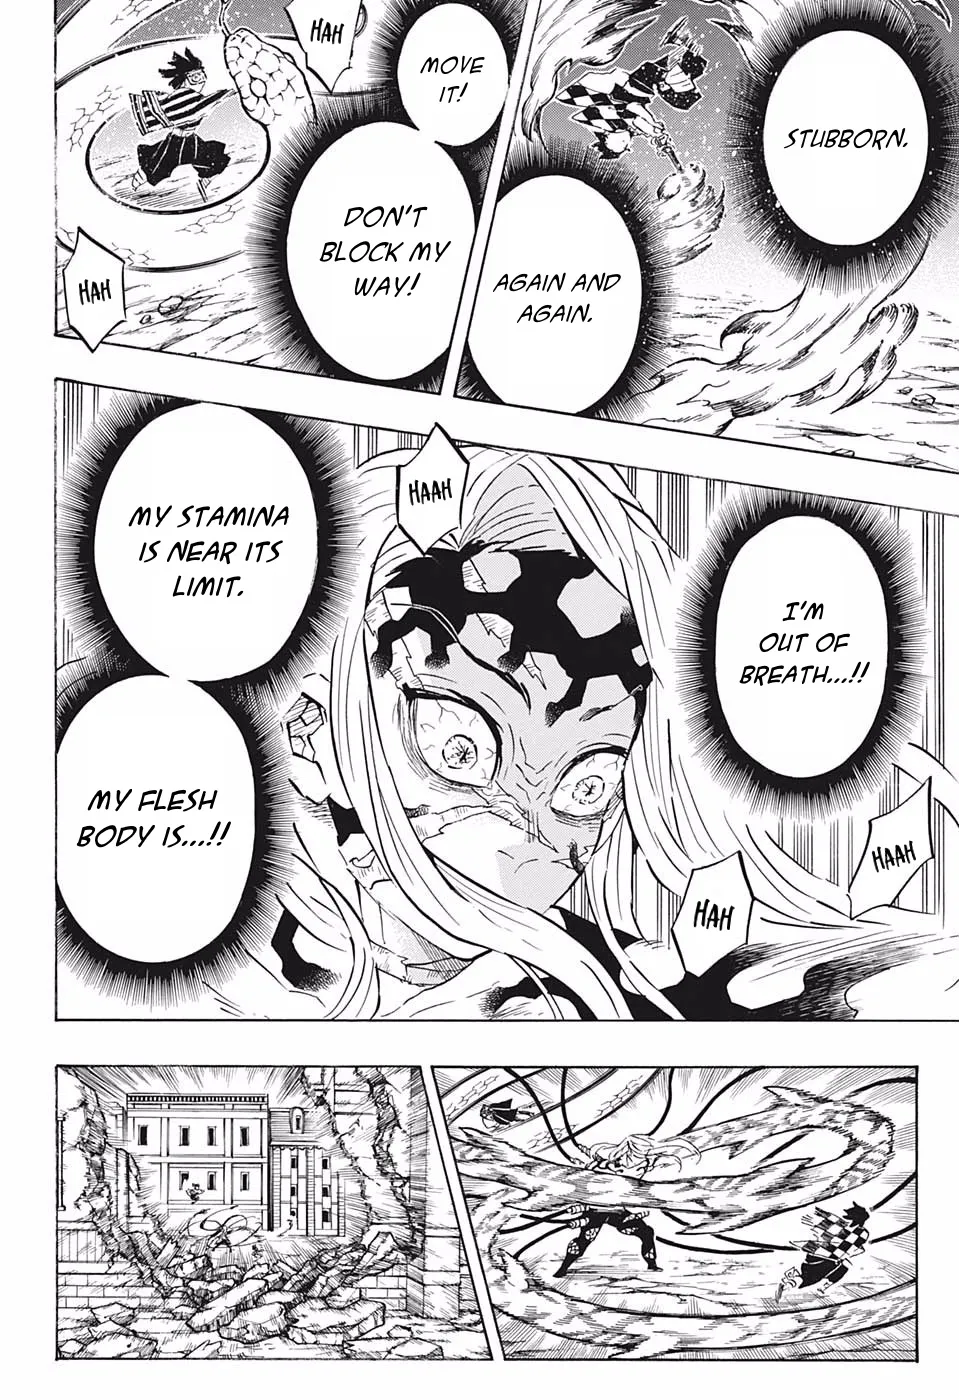 STUBBORN.
AGAIN AND
AGAIN.
HAH
MOVE
IT!
DON'T
BLOCK MY
WAY!
HAH
HAAH
I'M
OUT OF
BREATH...!!
MY STAMINA
IS NEAR ITS
LIMIT.
MY FLESH
BODY IS...!!
HAAH
HAH